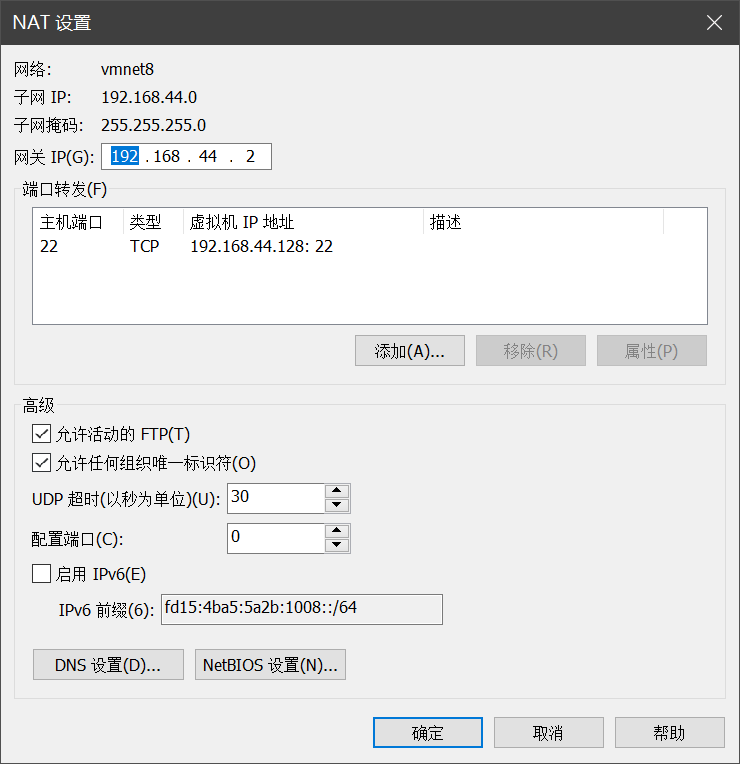 NAT 设置
网络: vmnet8
子网 IP: 192.168.44.0
子网掩码: 255.255.255.0
网关 IP(G): 192 . 168 . 44 . 2
端口转发(F)
主机端口 类型 虚拟机 IP 地址 描述
22 TCP 192.168.44.128: 22
添加(A)... 移除(R) 属性(P)
高级
允许活动的 FTP(T)
允许任何组织唯一标识符(O)
UDP 超时(以秒为单位)(U): 30
配置端口(C): 0
启用 IPv6(E)
IPv6 前缀(6): fd15:4ba5:5a2b:1008::/64
DNS 设置(D)... NetBIOS 设置(N)...
确定 取消 帮助